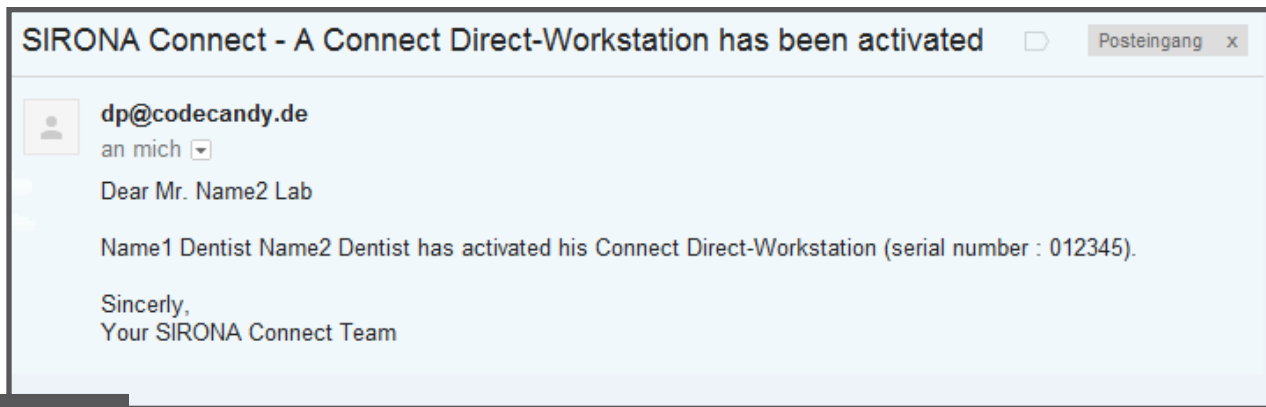 SIRONA Connect - A Connect Direct-Workstation has been activated Posteingang x
dp@codecandy.de
an mich
Dear Mr. Name2 Lab
Name1 Dentist Name2 Dentist has activated his Connect Direct-Workstation (serial number : 012345).
Sincerly,
Your SIRONA Connect Team